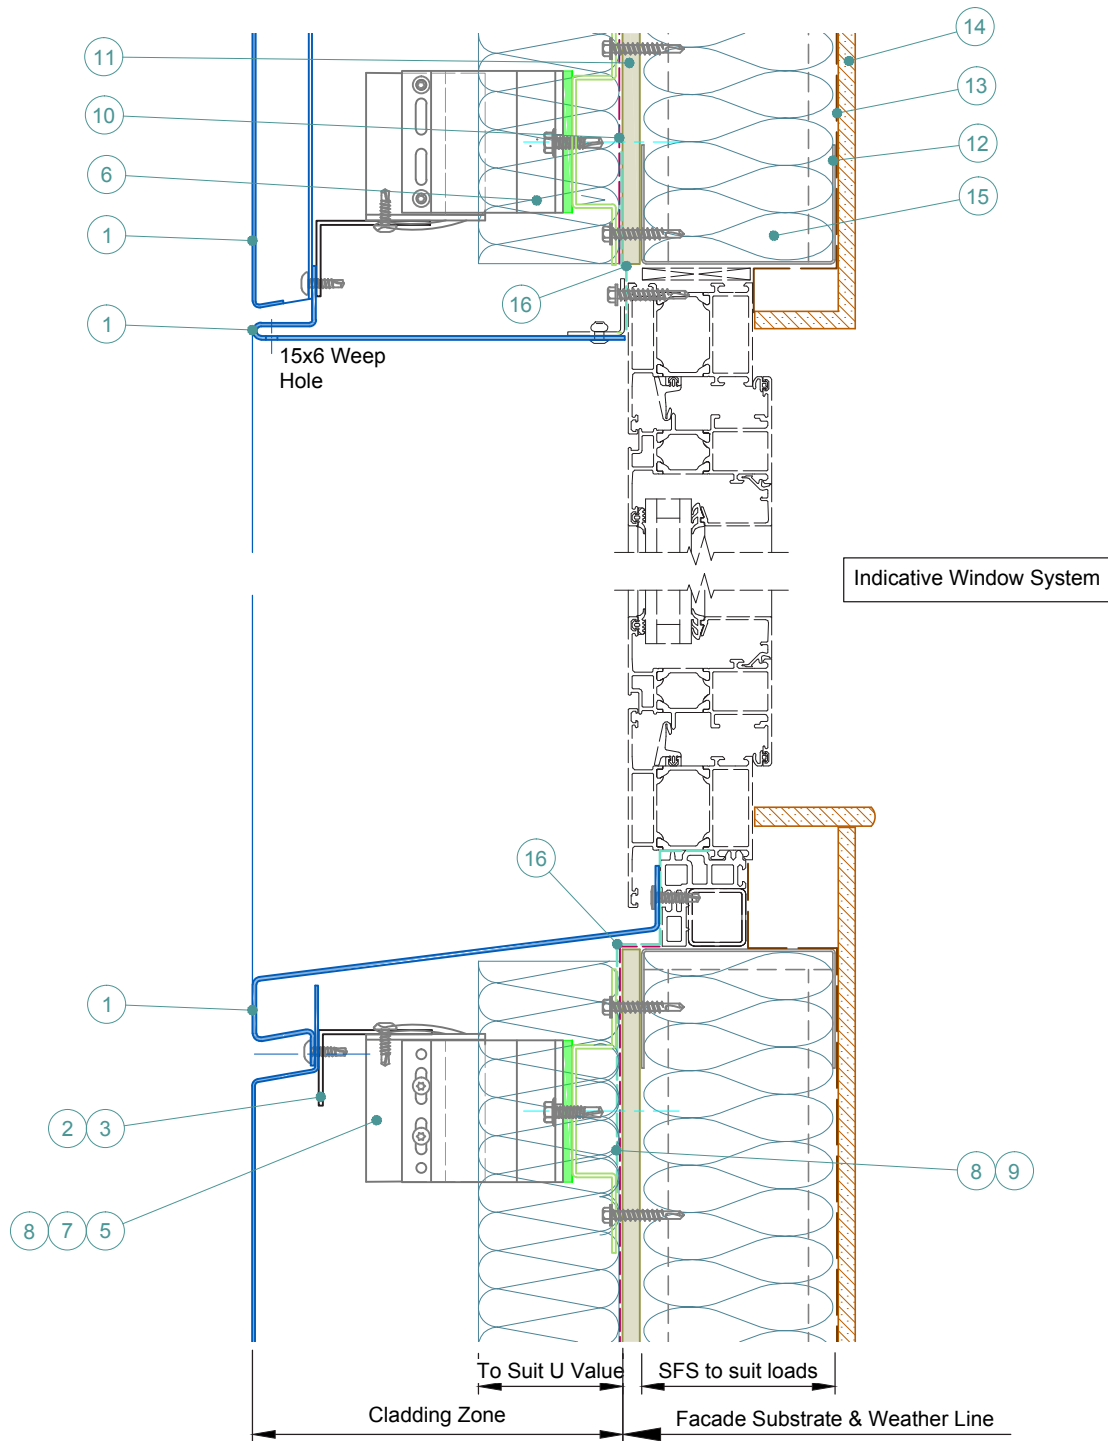 14
11
13
10
12
6
15
1
16
1
15x6 Weep
Hole
Indicative Window System
16
1
2 3
8 9
8 7 5
To Suit U Value
SFS to suit loads
Cladding Zone
Facade Substrate & Weather Line